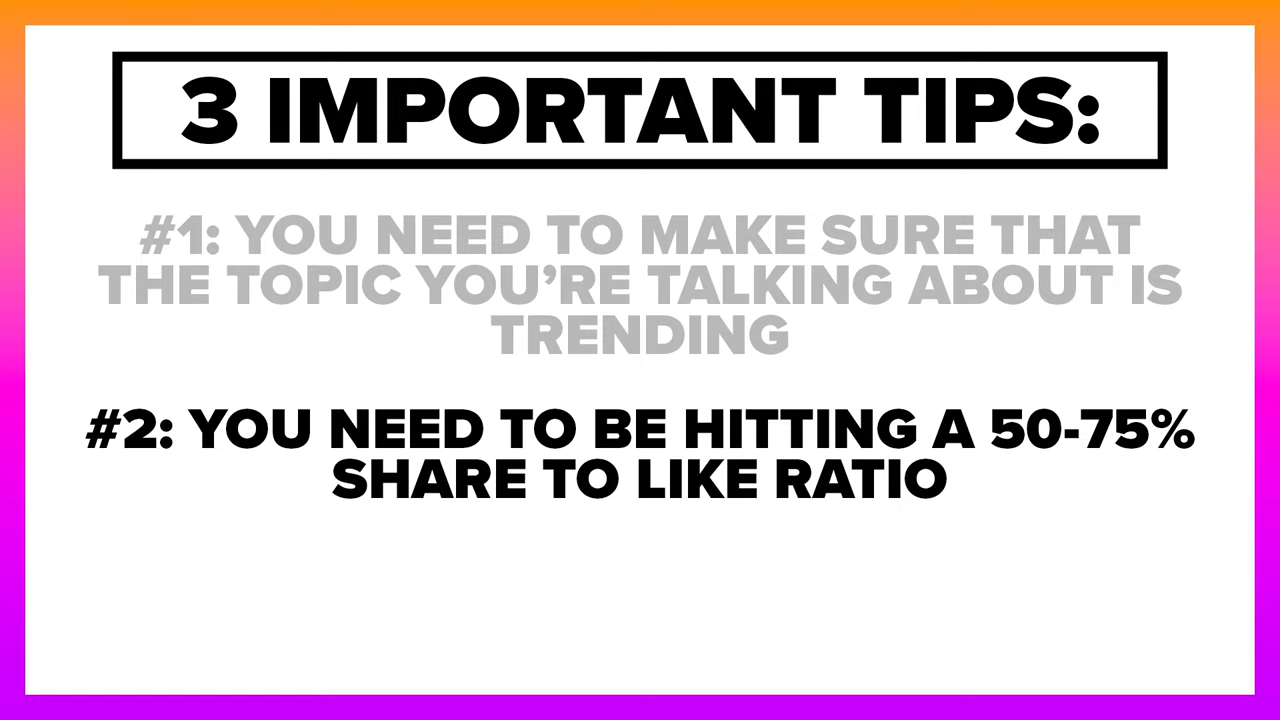 3 IMPORTANT TIPS:
#1: YOU NEED TO MAKE SURE THAT
THE TOPIC YOU’RE TALKING ABOUT IS
TRENDING
#2: YOU NEED TO BE HITTING A 50-75%
SHARE TO LIKE RATIO